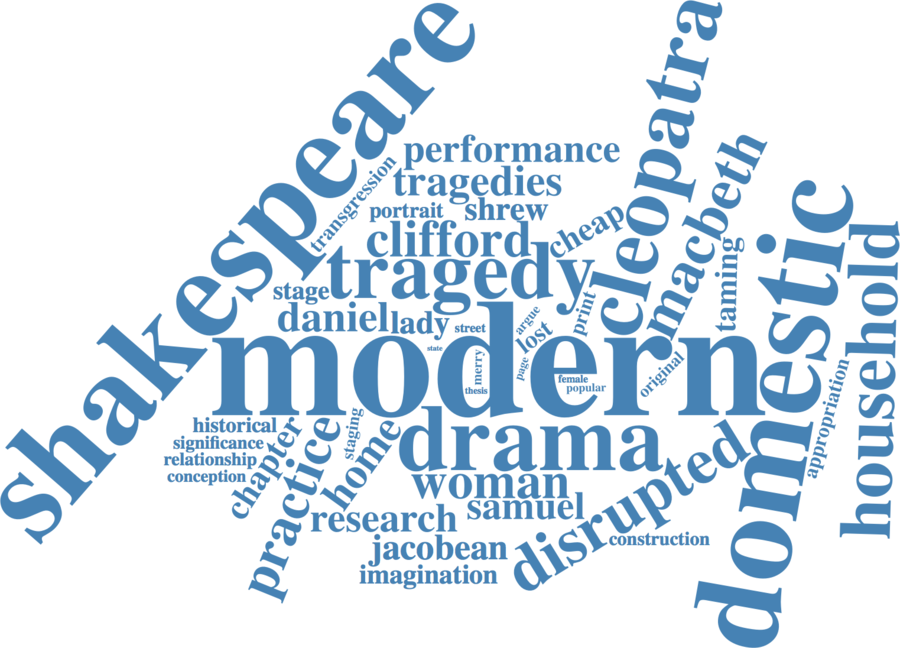 shakespeare
cleopatra
performance
transgression
tragedies
macbeth
portrait
shrew
cheap
clifford
domestic
household
tragedy
taming
stage
print
daniel
lady
street
argue
lost
modern
state
merry
page
thesis
female
popular
original
appropriation
historical
significance
relationship
conception
chapter
practice
staging
home
drama
woman
samuel
disrupted
research
jacobean
construction
imagination